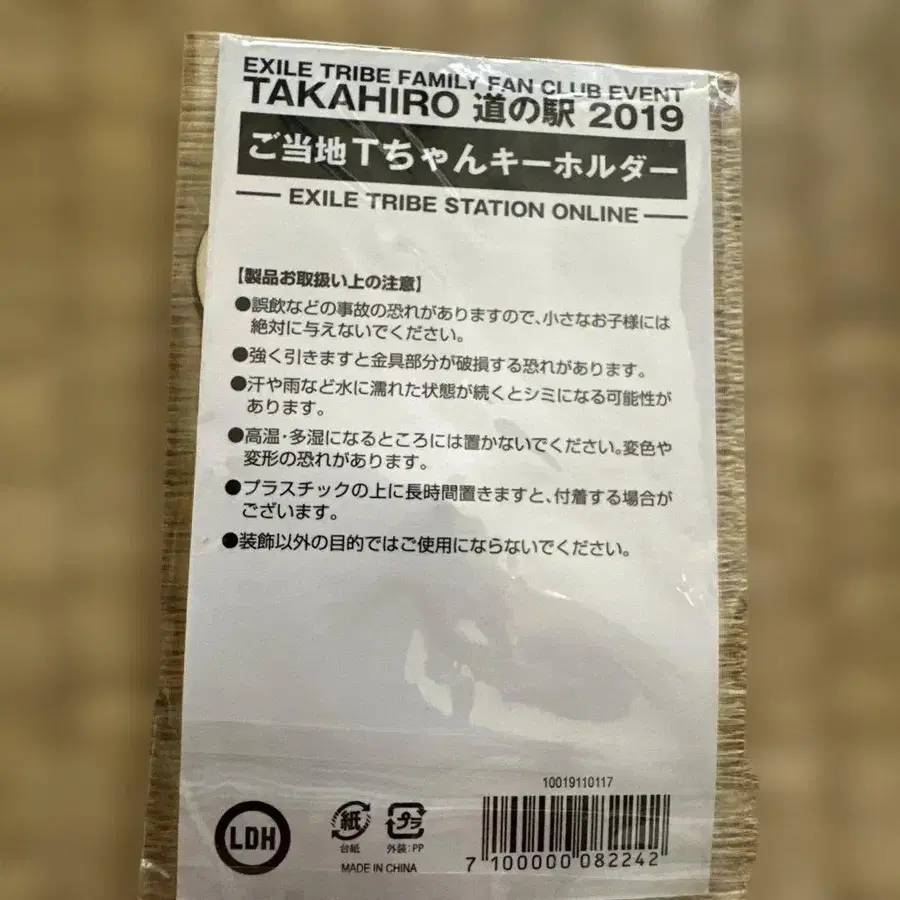 EXILE TRIBE FAMILY FAN CLUB EVENT
TAKAHIRO 道の駅 2019
ご当地Tちゃんキーホルダー
EXILE TRIBE STATION ONLINE
【製品お取扱い上の注意】
●誤飲などの事故の恐れがありますので、小さなお子様には
絶対に与えないでください。
●強く引きますと金具部分が破損する恐れがあります。
●汗や雨など水に濡れた状態が続くとシミになる可能性が
あります。
●高温・多湿になるところには置かないでください。変色や
変形の恐れがあります。
●プラスチックの上に長時間置きますと、付着する場合が
ございます。
●装飾以外の目的ではご使用にならないでください。
10019110117
LDH
紙
プラ
台紙
外装:PP
MADE IN CHINA
7 100000 082242